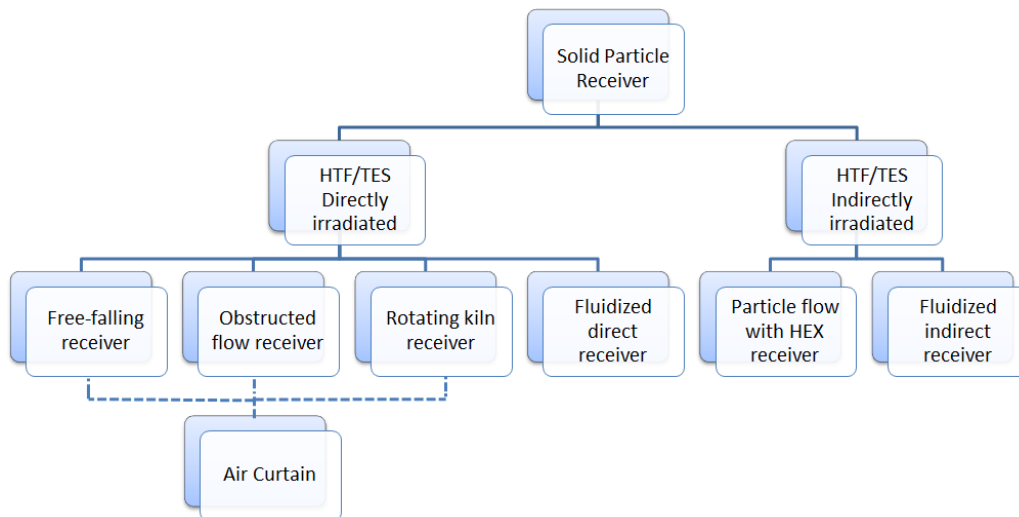 Solid Particle
Receiver
HTF/TES
Directly
irradiated
HTF/TES
Indirectly
irradiated
Free-falling
receiver
Obstructed
flow receiver
Rotating kiln
receiver
Fluidized
direct
receiver
Particle flow
with HEX
receiver
Fluidized
indirect receiver
Air Curtain